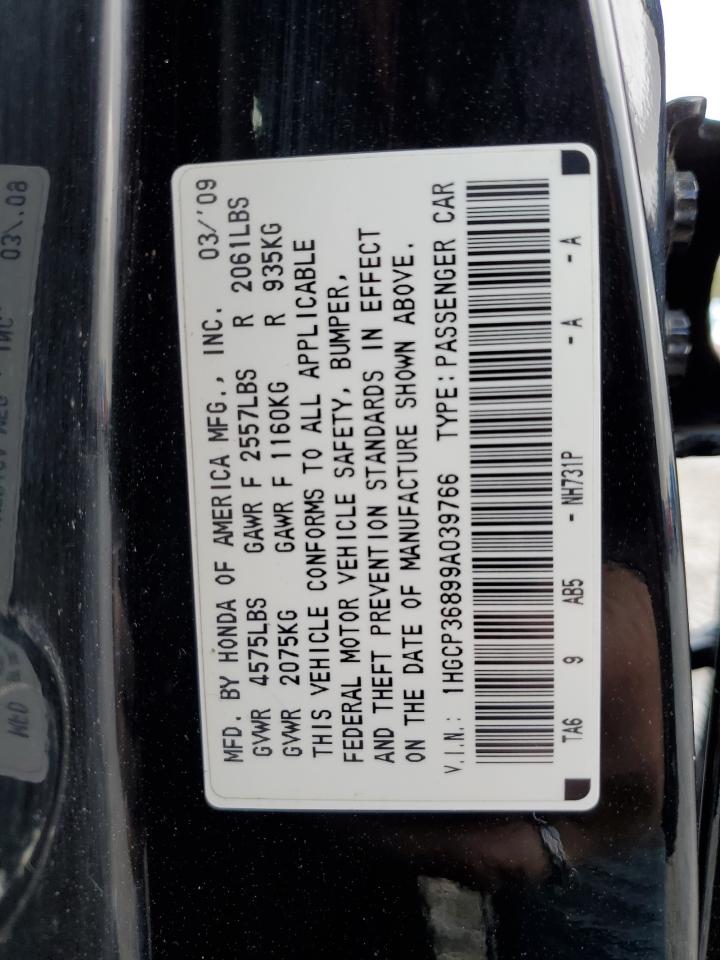 MFD. BY HONDA OF AMERICA MFG., INC. 03/'09
GVWR 4575LBS GAWR F 2557LBS R 2061LBS
GVWR 2075KG GAWR F 1160KG R 935KG
THIS VEHICLE CONFORMS TO ALL APPLICABLE
FEDERAL MOTOR VEHICLE SAFETY, BUMPER,
AND THEFT PREVENTION STANDARDS IN EFFECT
ON THE DATE OF MANUFACTURE SHOWN ABOVE.
V.I.N.: 1HGCP36899A039766 TYPE:PASSENGER CAR
TA6 9 AB5 - NH731P - A - A